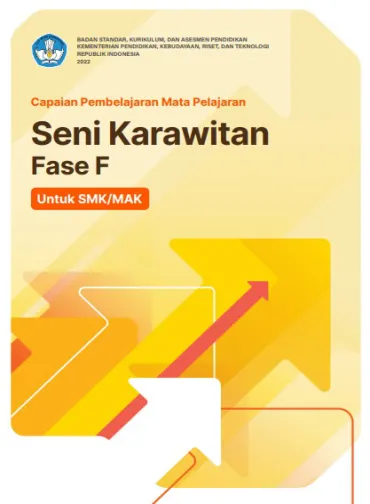 BADAN STANDAR, KURIKULUM, DAN ASESMEN PENDIDIKAN
KEMENTERIAN PENDIDIKAN, KEBUDAYAAN, RISET, DAN TEKNOLOGI
REPUBLIK INDONESIA
2022
Capaian Pembelajaran Mata Pelajaran
Seni Karawitan
Fase F
Untuk SMK/MAK